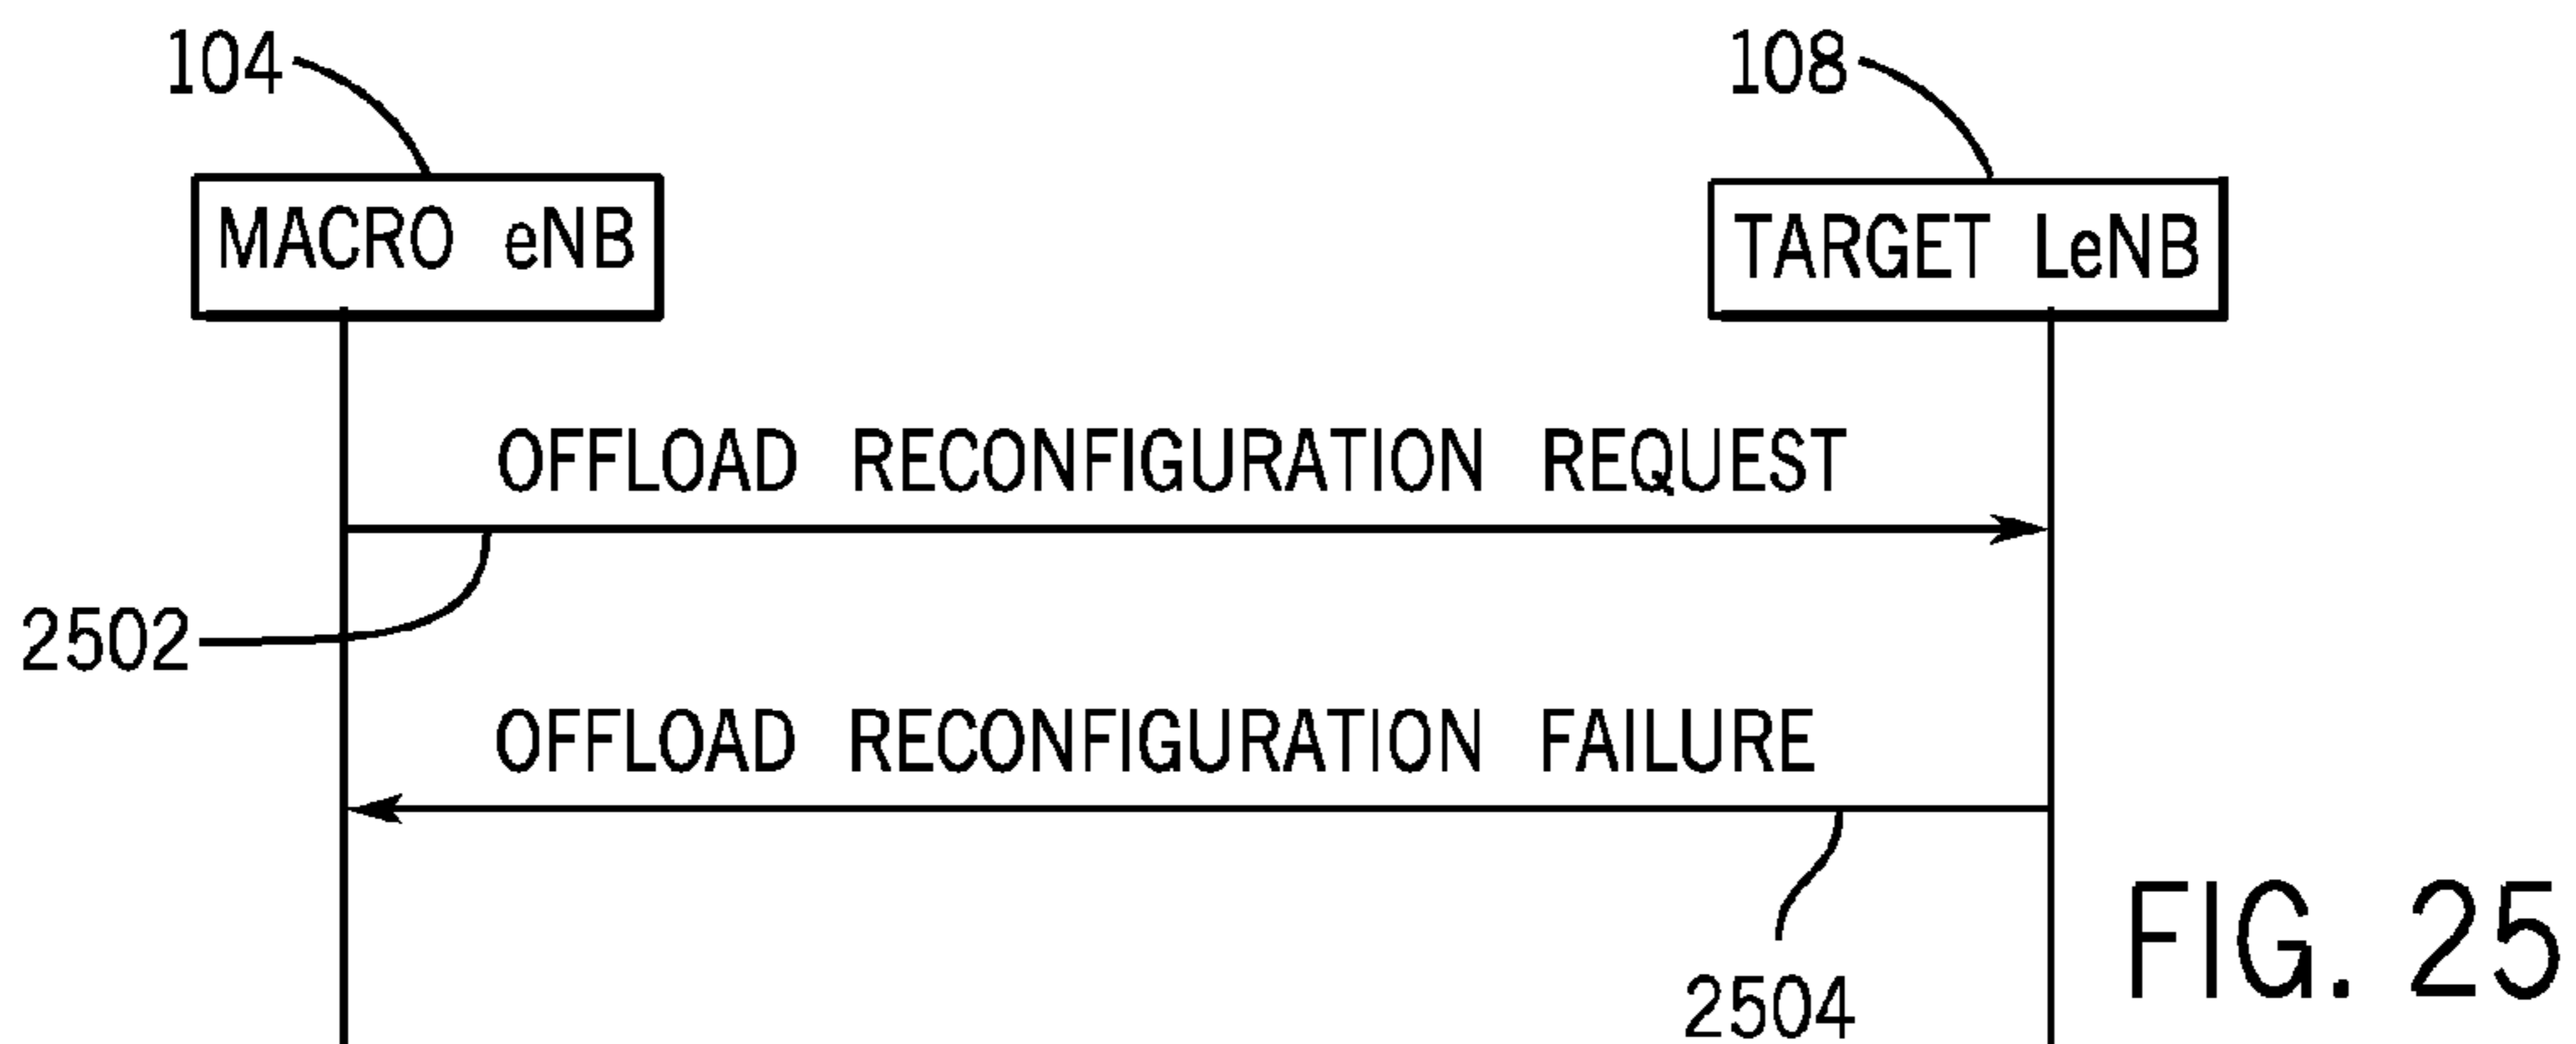 104
108
MACRO eNB
TARGET LeNB
OFFLOAD RECONFIGURATION REQUEST
2502
OFFLOAD RECONFIGURATION FAILURE
2504
FIG. 25